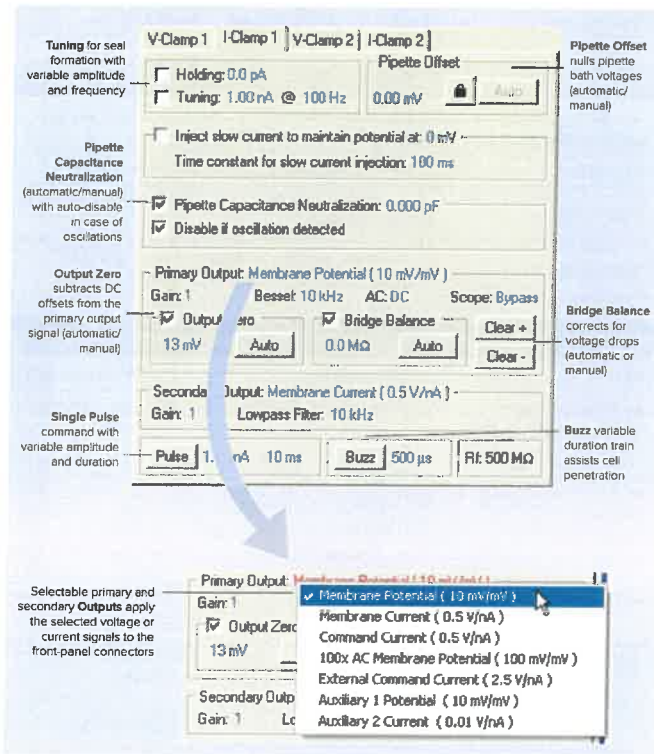 V-Clamp 1 I-Clamp 1 V-Clamp 2 I-Clamp 2
Tuning for seal
formation with
variable amplitude
and frequency
Holding: 0.0 pA
Tuning: 1.00 nA @ 100 Hz
Pipette Offset
0.00 mV Auto
Pipette Offset
nulls pipette
bath voltages
(automatic/
manual)
Inject slow current to maintain potential at: 0 mV
Time constant for slow current injection: 100 ms
Pipette
Capacitance
Neutralization
(automatic/manual)
with auto-disable
in case of
oscillations
Pipette Capacitance Neutralization: 0.000 pF
Disable if oscillation detected
Output Zero
subtracts DC
offsets from the
primary output
signal (automatic/
manual)
Primary Output: Membrane Potential ( 10 mV/mV )
Gain: 1 Bessel: 10 kHz AC: DC Scope: Bypass
Output Zero
13 mV Auto
Bridge Balance
0.0 MΩ Auto
Clear +
Clear -
Bridge Balance
corrects for
voltage drops
(automatic or
manual)
Seconda Output: Membrane Current ( 0.5 V/nA )
Gain: 1 Lowpass Filter: 10 kHz
Single Pulse
command with
variable amplitude
and duration
Pulse 1. nA 10 ms
Buzz 500 µs
Rf: 500 MΩ
Buzz variable
duration train
assists cell
penetration
Selectable primary and
secondary Outputs apply
the selected voltage or
current signals to the
front-panel connectors
Primary Output: Membrane Potential ( 10 mV/mV )
Gain: 1
Output Zero
13 mV
Secondary Outp
Gain: 1 Lo
Membrane Potential ( 10 mV/mV )
Membrane Current ( 0.5 V/nA )
Command Current ( 0.5 V/nA )
100x AC Membrane Potential ( 100 mV/mV )
External Command Current ( 2.5 V/nA )
Auxiliary 1 Potential ( 10 mV/mV )
Auxiliary 2 Current ( 0.01 V/nA )